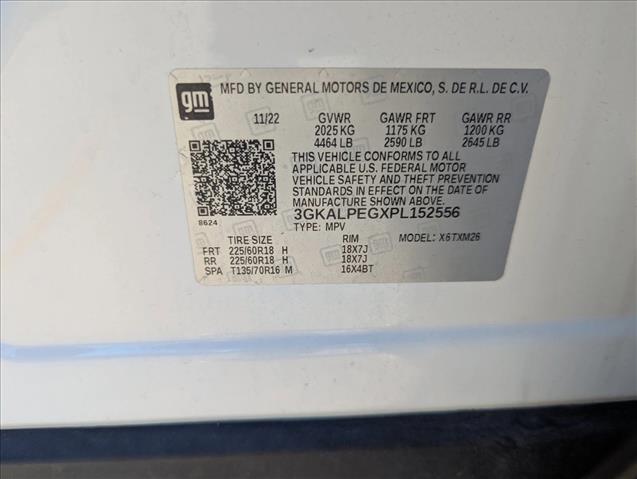 gm
MFD BY GENERAL MOTORS DE MEXICO, S. DE R.L. DE C.V.
11/22 GVWR GAWR FRT GAWR RR
2025 KG 1175 KG 1200 KG
4464 LB 2590 LB 2645 LB
THIS VEHICLE CONFORMS TO ALL
APPLICABLE U.S. FEDERAL MOTOR
VEHICLE SAFETY AND THEFT PREVENTION
STANDARDS IN EFFECT ON THE DATE OF
MANUFACTURE SHOWN ABOVE.
8624
3GKALPEGXPL152556
TYPE: MPV
MODEL: X6TXM26
TIRE SIZE RIM
FRT 225/60R18 H 18X7J
RR 225/60R18 H 18X7J
SPA T135/70R16 M 16X4BT